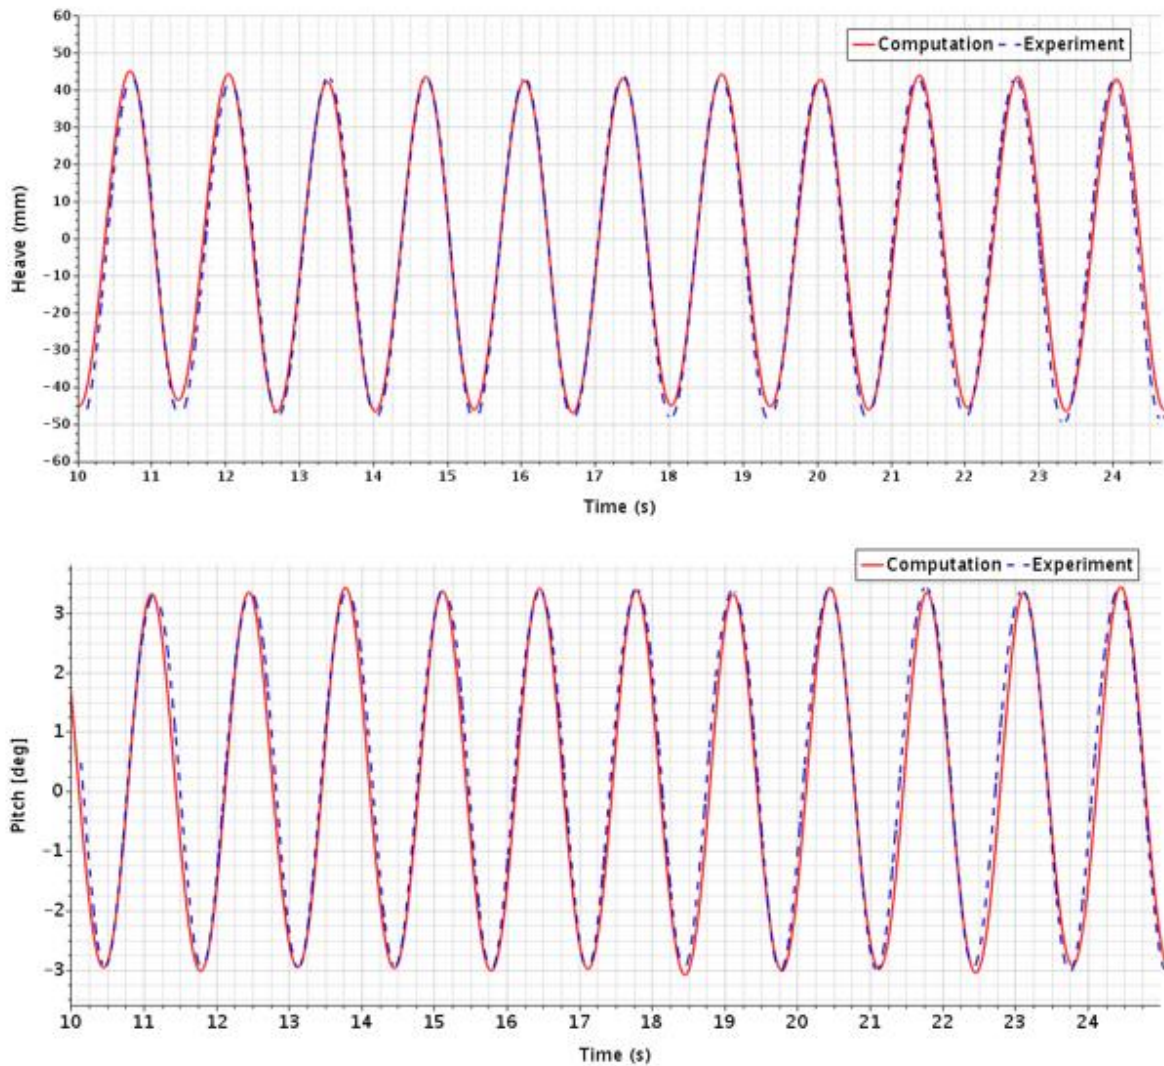 60
Computation Experiment
50
40
30
20
10
0
-10
-20
-30
-40
-50
-60
Heave (mm)
10 11 12 13 14 15 16 17 18 19 20 21 22 23 24
Time (s)
Computation Experiment
3
2
1
0
-1
-2
-3
Pitch [deg]
10 11 12 13 14 15 16 17 18 19 20 21 22 23 24
Time (s)